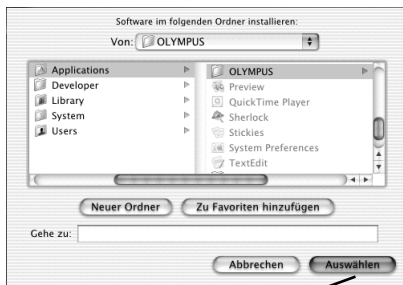 Software im folgenden Ordner installieren:
Von: OLYMPUS
Applications
Developer
Library
System
Users
OLYMPUS
Preview
QuickTime Player
Sherlock
Stickies
System Preferences
TextEdit
Neuer Ordner Zu Favoriten hinzufügen
Gehe zu:
Abbrechen Auswählen